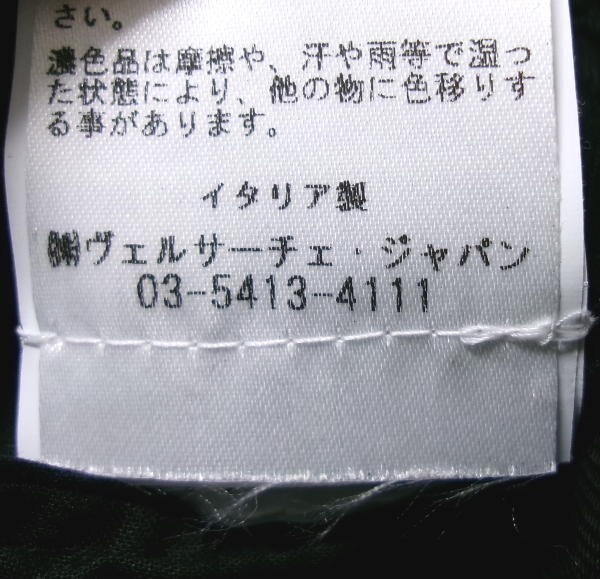 さい。
濃色品は摩擦や、汗や雨等で湿っ
た状態により、他の物に色移りす
る事があります。
イタリア製
㈱ヴェルサーチェ・ジャパン
03-5413-4111